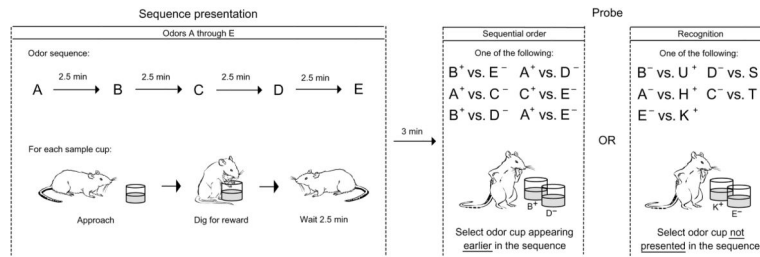 Sequence presentation
Probe
Odors A through E
Sequential order
Recognition
Odor sequence:
2.5 min 2.5 min 2.5 min 2.5 min
A B C D E
For each sample cup:
Approach
Dig for reward
Wait 2.5 min
3 min
One of the following:
B⁺ vs. E⁻ A⁺ vs. D⁻
A⁺ vs. C⁻ C⁺ vs. E⁻
B⁺ vs. D⁻ A⁺ vs. E⁻
B⁺
D⁻
Select odor cup appearing
earlier in the sequence
OR
One of the following:
B⁻ vs. U⁺ D⁻ vs. S
A⁻ vs. H⁺ C⁻ vs. T
E⁻ vs. K⁺
K⁺
E⁻
Select odor cup not
presented in the sequence